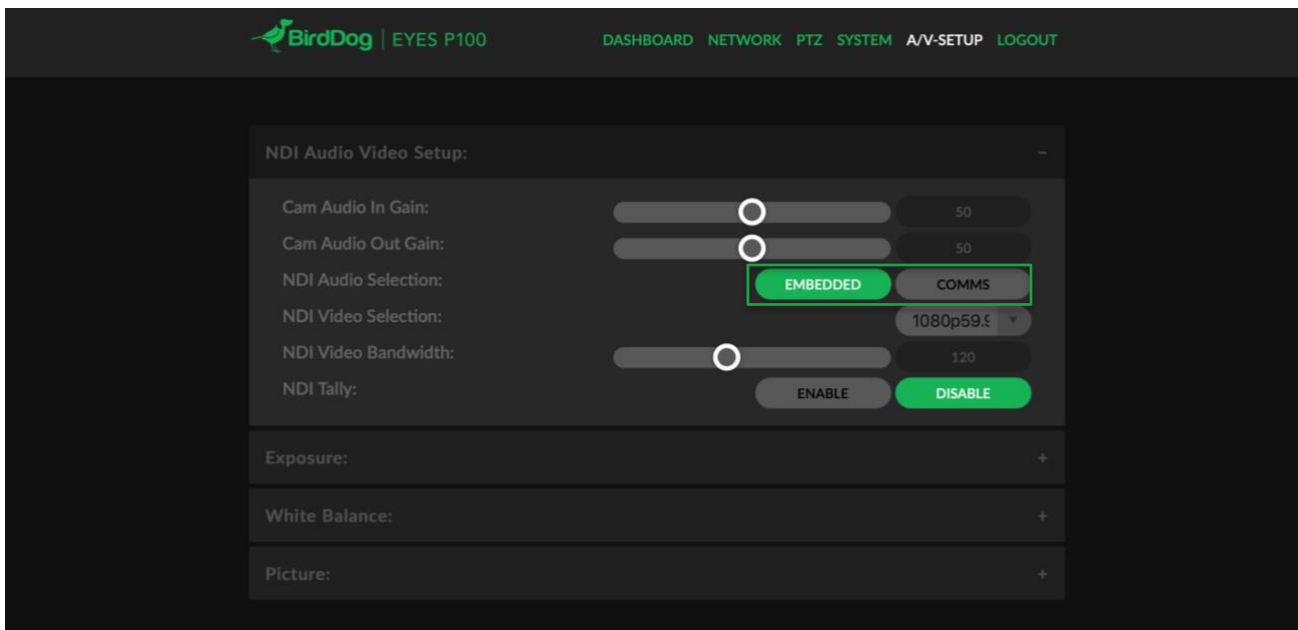 BirdDog | EYES P100 DASHBOARD NETWORK PTZ SYSTEM A/V-SETUP LOGOUT
NDI Audio Video Setup: -
Cam Audio In Gain: 50
Cam Audio Out Gain: 50
NDI Audio Selection: EMBEDDED COMMS
NDI Video Selection: 1080p59.9
NDI Video Bandwidth: 120
NDI Tally: ENABLE DISABLE
Exposure: +
White Balance: +
Picture: +